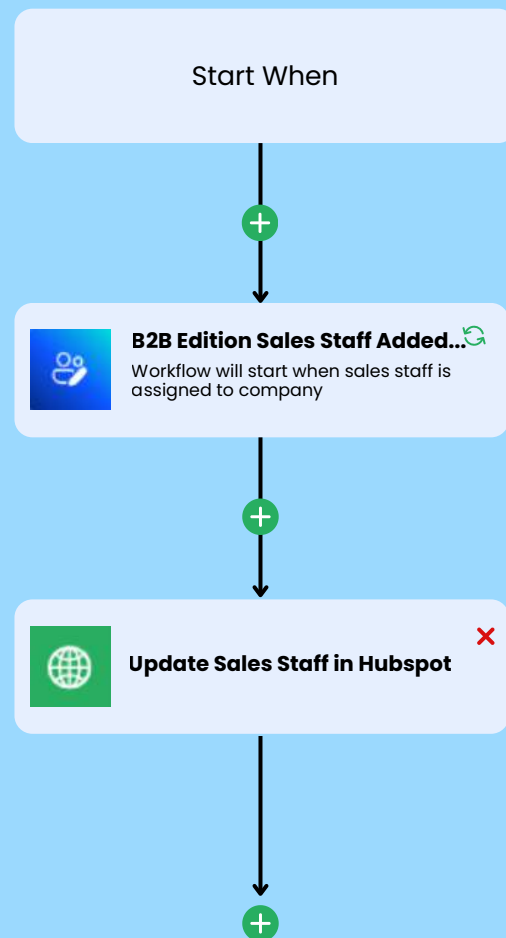 Start When
B2B Edition Sales Staff Added...
Workflow will start when sales staff is
assigned to company
Update Sales Staff in Hubspot